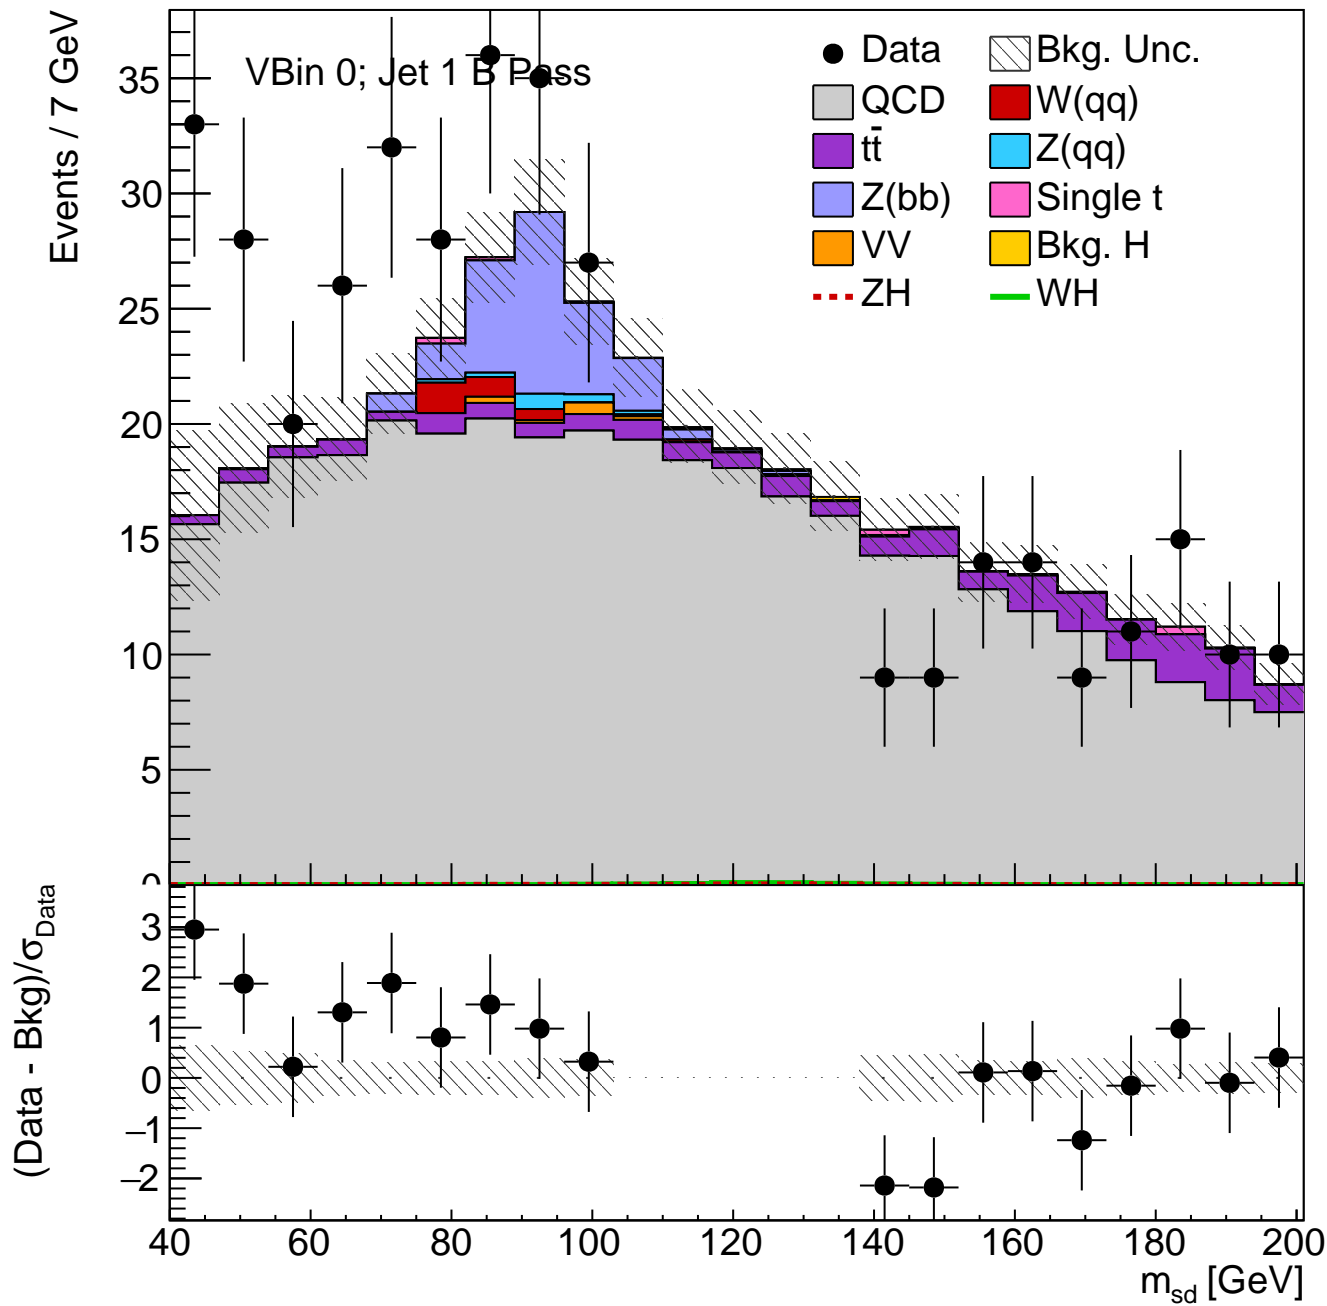 Events / 7 GeV
VBin 0; Jet 1 B Pass
Data
Bkg. Unc.
QCD
W(qq)
tt̄
Z(qq)
Z(bb)
Single t
VV
Bkg. H
ZH
WH
35
30
25
20
15
10
5
0
(Data - Bkg)/σData
3
2
1
0
−1
−2
40 60 80 100 120 140 160 180 200
msd [GeV]